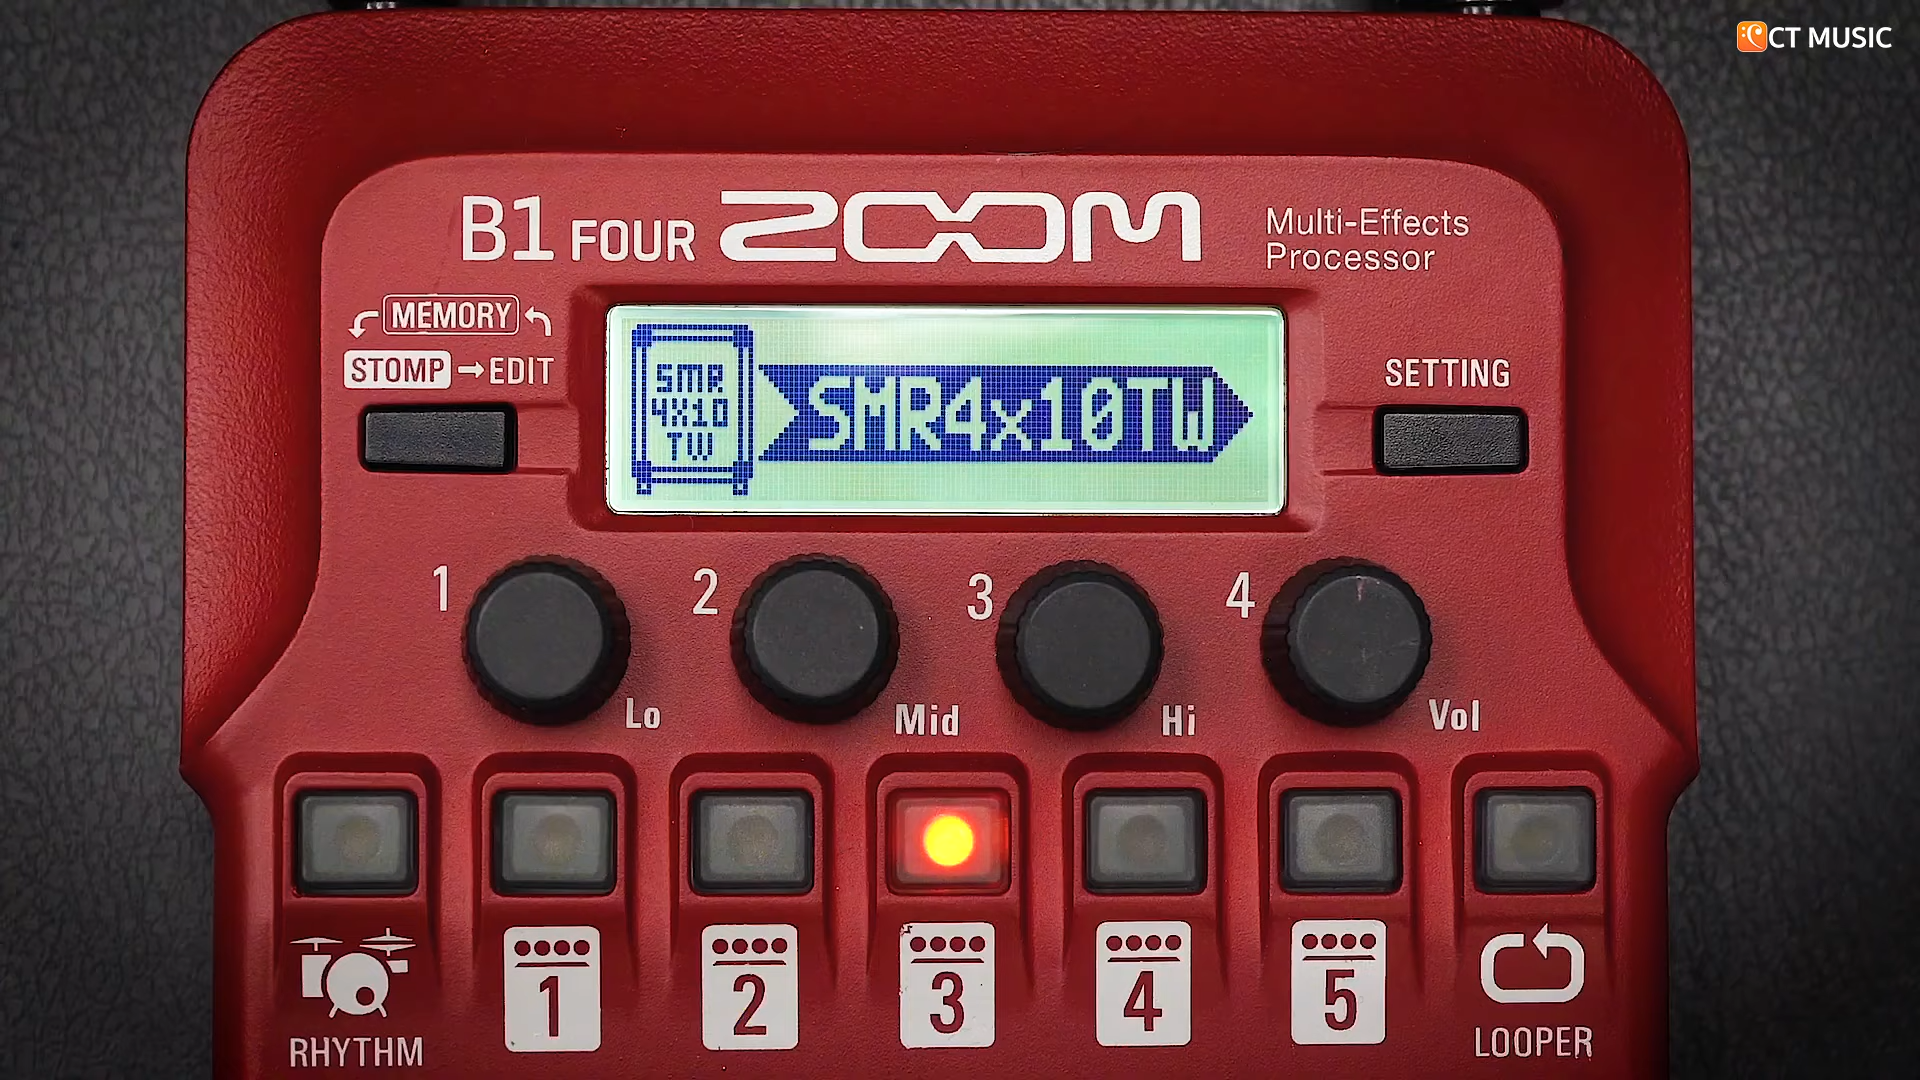 CT MUSIC
B1 FOUR ZOOM Multi-Effects
Processor
MEMORY
STOMP→EDIT
SETTING
SMR
4X10
TW
SMR4x10TW
1 2 3 4
Lo Mid Hi Vol
1 2 3 4 5
RHYTHM LOOPER